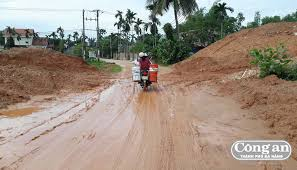 Công an
THÀNH PHỐ ĐÀ NẴNG